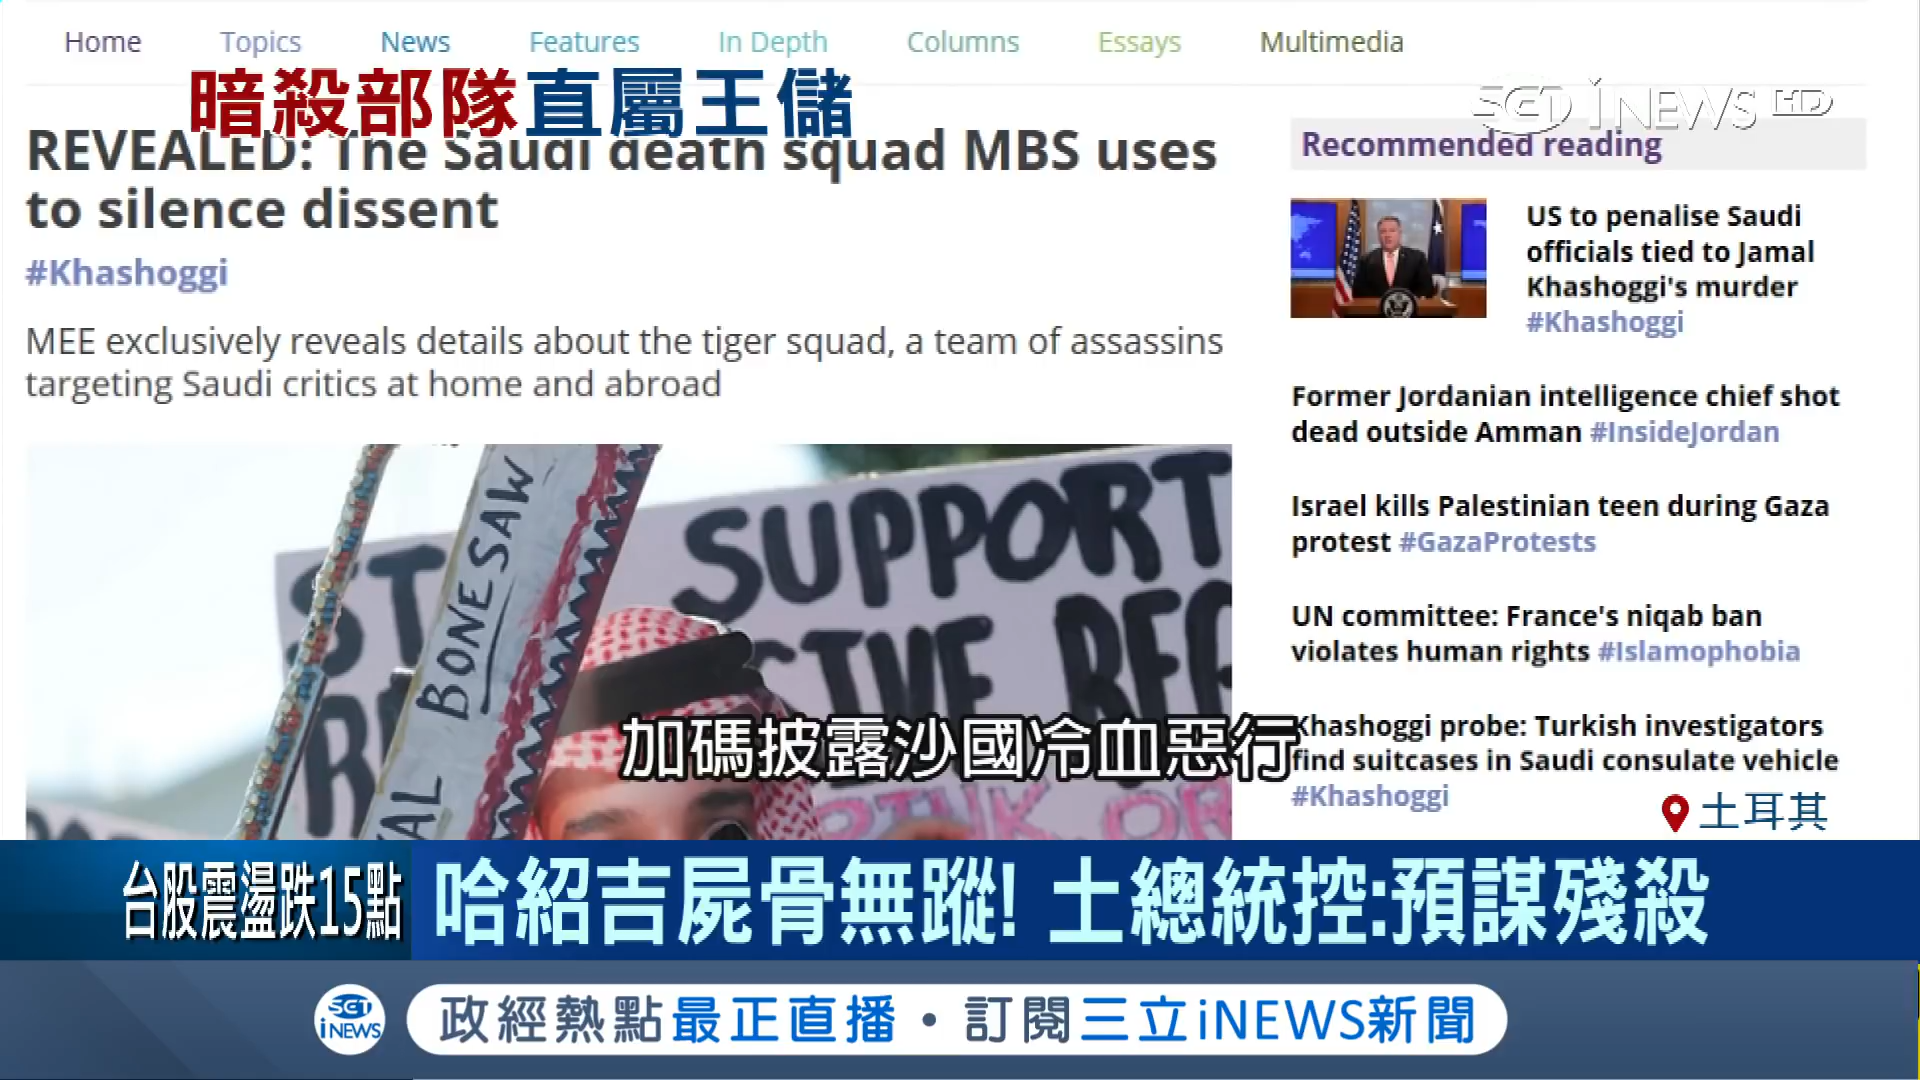 Home Topics News Features In Depth Columns Essays Multimedia
暗殺部隊直屬王儲
SET iNEWS HD
REVEALED: The Saudi death squad MBS uses
to silence dissent
#Khashoggi
MEE exclusively reveals details about the tiger squad, a team of assassins
targeting Saudi critics at home and abroad
BONESAW
SUPPORT
Recommended reading
US to penalise Saudi
officials tied to Jamal
Khashoggi's murder
#Khashoggi
Former Jordanian intelligence chief shot
dead outside Amman #InsideJordan
Israel kills Palestinian teen during Gaza
protest #GazaProtests
UN committee: France's niqab ban
violates human rights #Islamophobia
Khashoggi probe: Turkish investigators
find suitcases in Saudi consulate vehicle
#Khashoggi
加碼披露沙國冷血惡行
土耳其
台股震盪跌15點
哈紹吉屍骨無蹤! 土總統控:預謀殘殺
SET iNEWS
政經熱點最正直播・訂閱三立iNEWS新聞